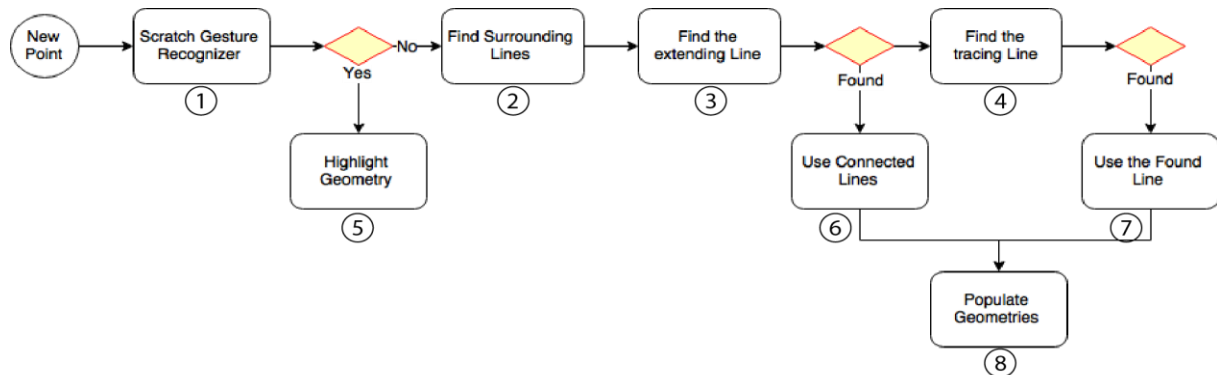 New
Point
Scratch Gesture
Recognizer
No
Yes
Find Surrounding
Lines
Find the
extending Line
Found
Find the
tracing Line
Found
1
2
3
4
Highlight
Geometry
Use Connected
Lines
Use the Found
Line
5
6
7
Populate
Geometries
8